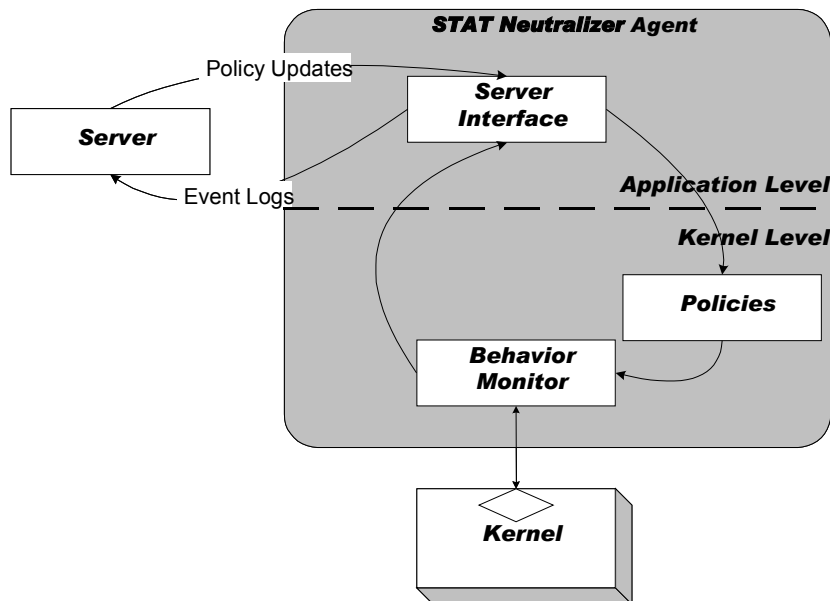 STAT Neutralizer Agent
Policy Updates
Server
Interface
Server
Event Logs
Application Level
Kernel Level
Policies
Behavior
Monitor
Kernel